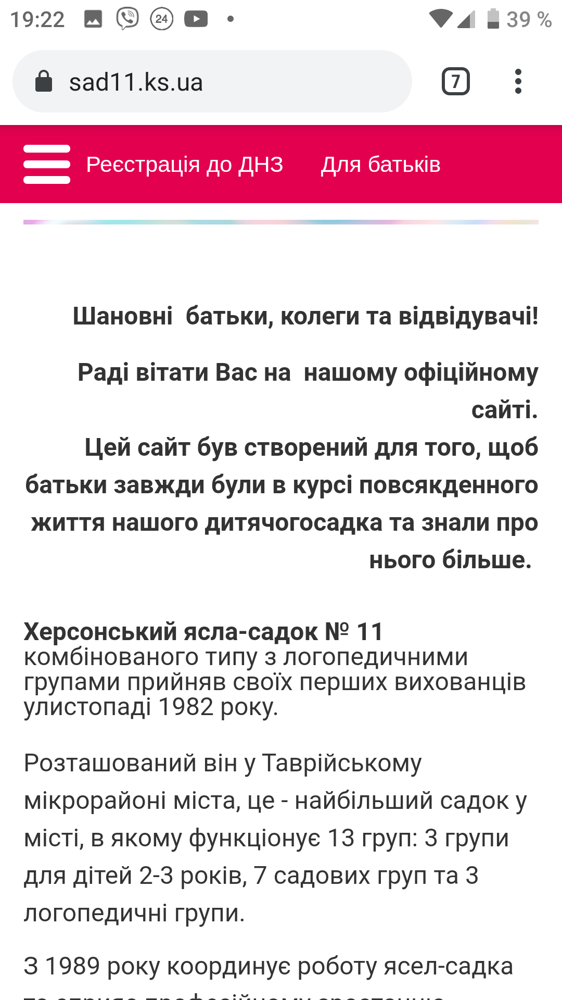 19:22 24 39 %
sad11.ks.ua 7
Реєстрація до ДНЗ Для батьків
Шановні батьки, колеги та відвідувачі!
Раді вітати Вас на нашому офіційному
сайті.
Цей сайт був створений для того, щоб
батьки завжди були в курсі повсякденного
життя нашого дитячогосадка та знали про
нього більше.
Херсонський ясла-садок № 11
комбінованого типу з логопедичними
групами прийняв своїх перших вихованців
улистопаді 1982 року.
Розташований він у Таврійському
мікрорайоні міста, це - найбільший садок у
місті, в якому функціонує 13 груп: 3 групи
для дітей 2-3 років, 7 садових груп та 3
логопедичні групи.
З 1989 року координує роботу ясел-садка